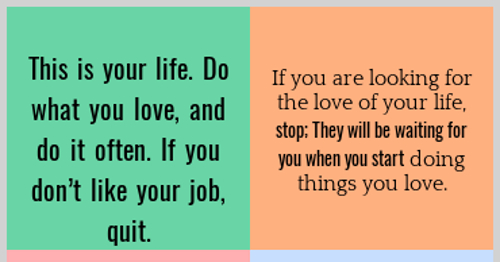 This is your life. Do
what you love, and
do it often. If you
don't like your job,
quit.
If you are looking for
the love of your life,
stop; They will be waiting for
you when you start doing
things you love.